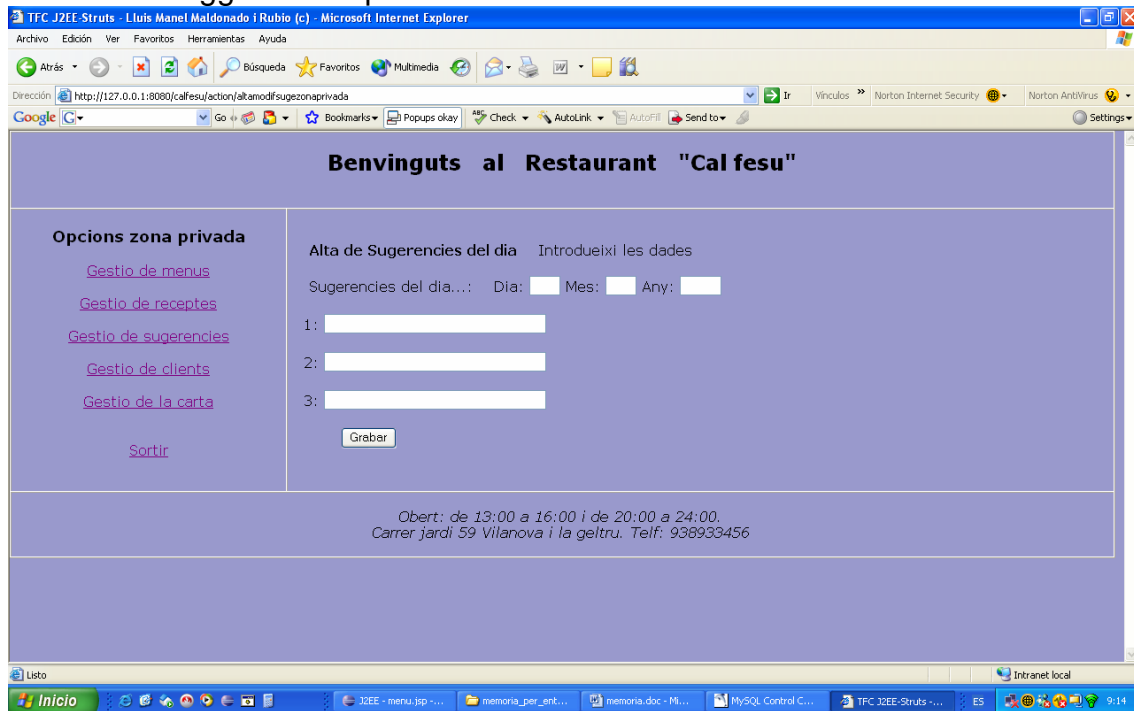 TFC J2EE-Struts - Lluis Manel Maldonado i Rubio (c) - Microsoft Internet Explorer
Archivo Edición Ver Favoritos Herramientas Ayuda
Atrás Búsqueda Favoritos Multimedia
Dirección http://127.0.0.1:8080/calfesu/action/altamodifsugezonaprivada Ir Vínculos » Norton Internet Security Norton AntiVirus
Google G Go Bookmarks Popups okay Check AutoLink AutoFill Send to Settings
Benvinguts al Restaurant "Cal fesu"
Opcions zona privada
Gestio de menus
Gestio de receptes
Gestio de sugerencies
Gestio de clients
Gestio de la carta
Sortir
Alta de Sugerencies del dia Introdueixi les dades
Sugerencies del dia...: Dia: Mes: Any:
1:
2:
3:
Grabar
Obert: de 13:00 a 16:00 i de 20:00 a 24:00.
Carrer jardi 59 Vilanova i la geltru. Telf: 938933456
Listo Intranet local
Inicio J2EE - menu.jsp -... memoria_per_ent... memoria.doc - Mi... MySQL Control C... TFC J2EE-Struts -... ES 9:14